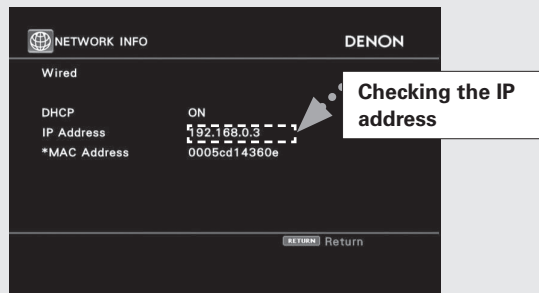 NETWORK INFO
DENON
Wired
DHCP ON
IP Address 192.168.0.3
*MAC Address 0005cd14360e
Checking the IP
address
RETURN Return